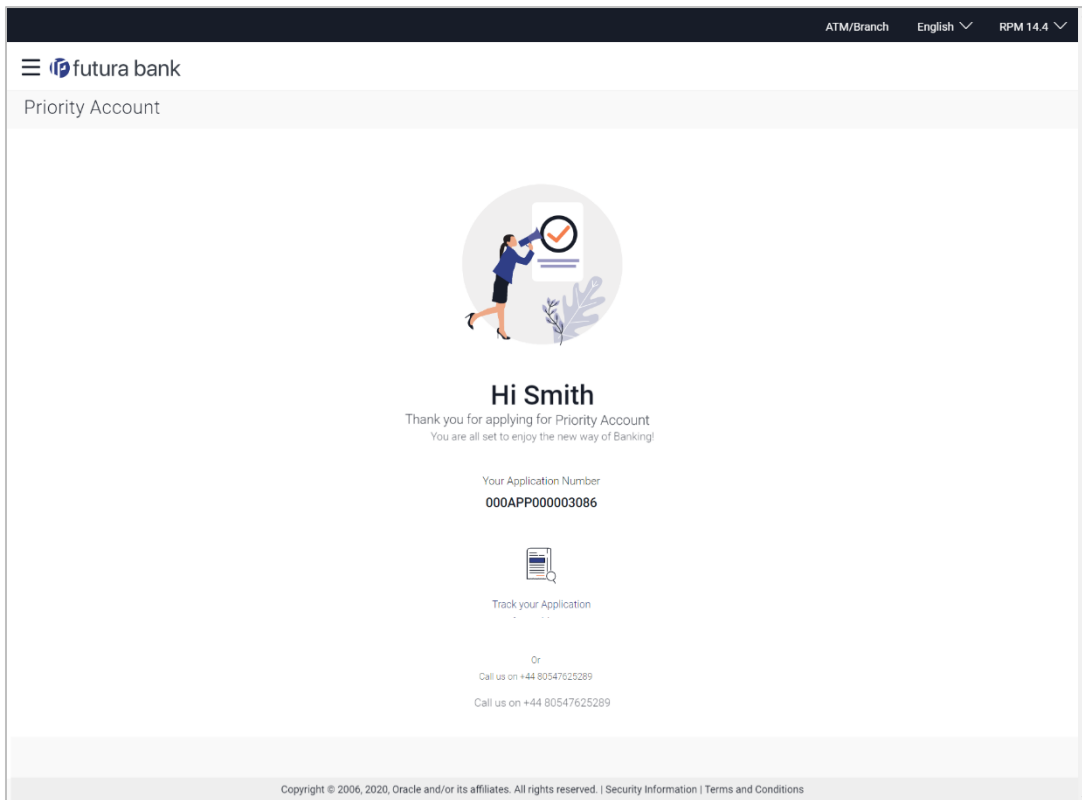 ATM/Branch English RPM 14.4
futura bank
Priority Account
Hi Smith
Thank you for applying for Priority Account
You are all set to enjoy the new way of Banking!
Your Application Number
000APP000003086
Track your Application
Or
Call us on +44 80547625289
Call us on +44 80547625289
Copyright © 2006, 2020, Oracle and/or its affiliates. All rights reserved. | Security Information | Terms and Conditions